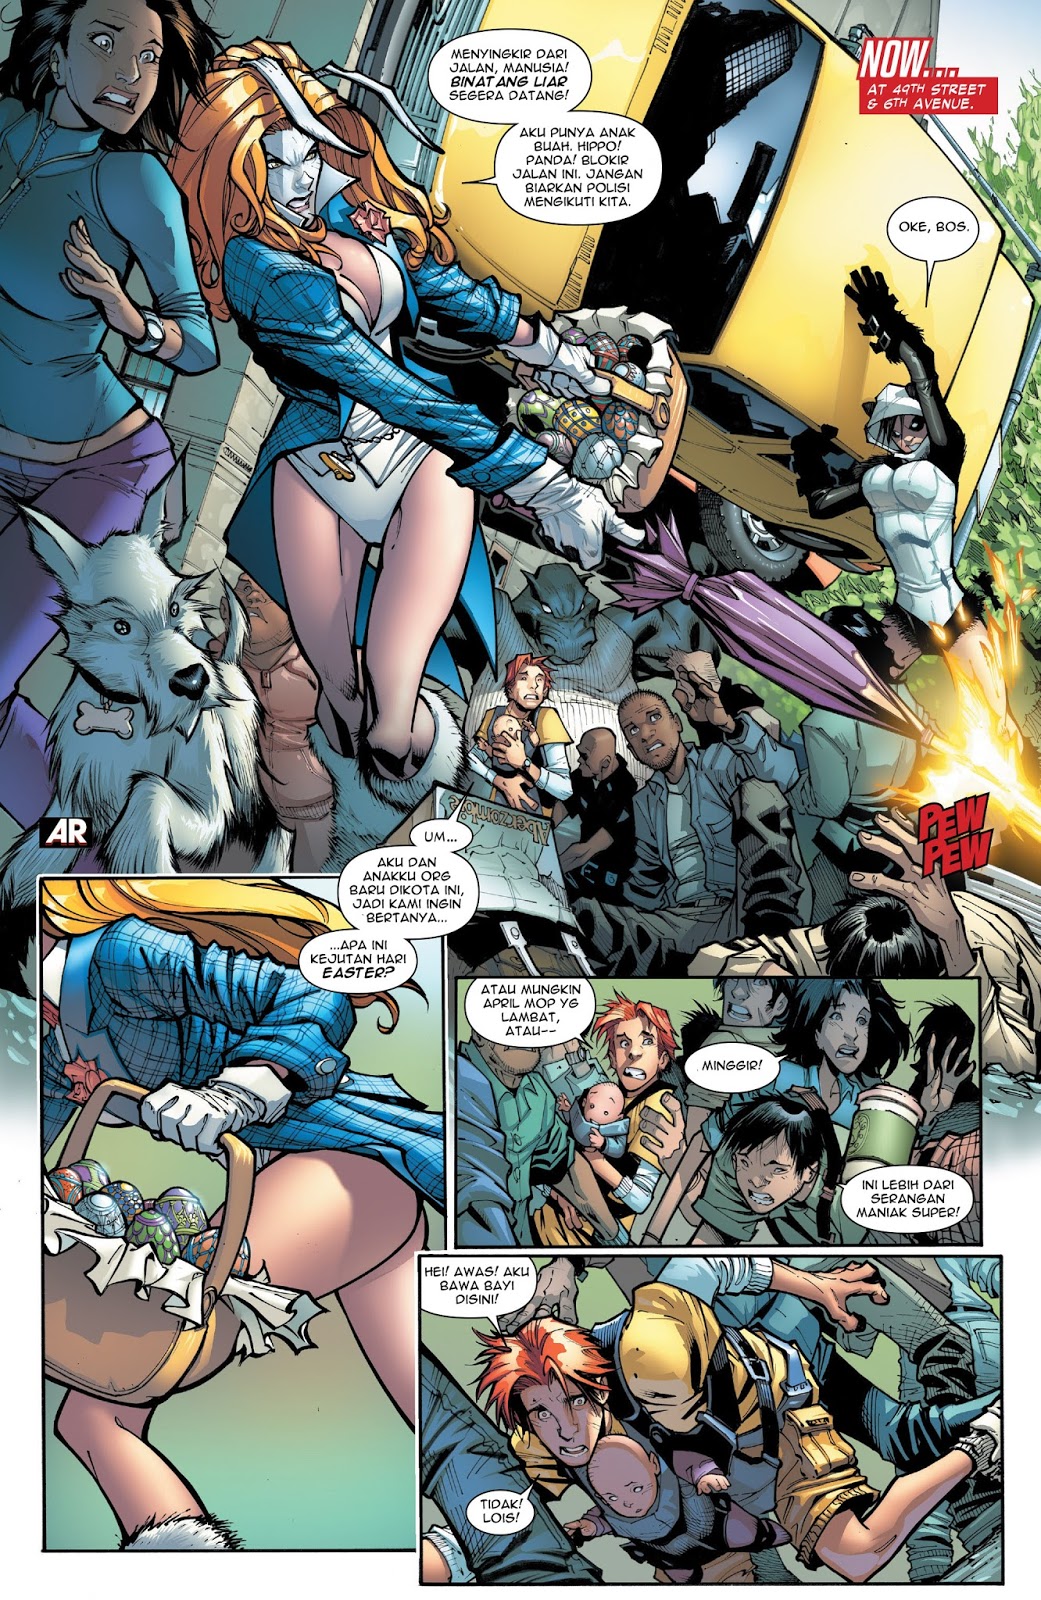 MENYINGKIR DARI
JALAN, MANUSIA!
BINATANG LIAR
SEGERA DATANG!
NOW...
AT 49TH STREET
& 6TH AVENUE.
AKU PUNYA ANAK
BUAH. HIPPO!
PANDA! BLOKIR
JALAN INI. JANGAN
BIARKAN POLISI
MENGIKUTI KITA.
OKE, BOS.
AR
PEW
PEW
Aberzombie
UM...
AKU DAN
ANAKKU ORG
BARU DIKOTA INI,
JADI KAMI INGIN
BERTANYA...
...APA INI
KEJUTAN HARI
EASTER?
ATAU MUNGKIN
APRIL MOP YG
LAMBAT,
ATAU--
MINGGIR!
INI LEBIH DARI
SERANGAN
MANIAK SUPER!
HEI! AWAS! AKU
BAWA BAYI
DISINI!
TIDAK!
LOIS!